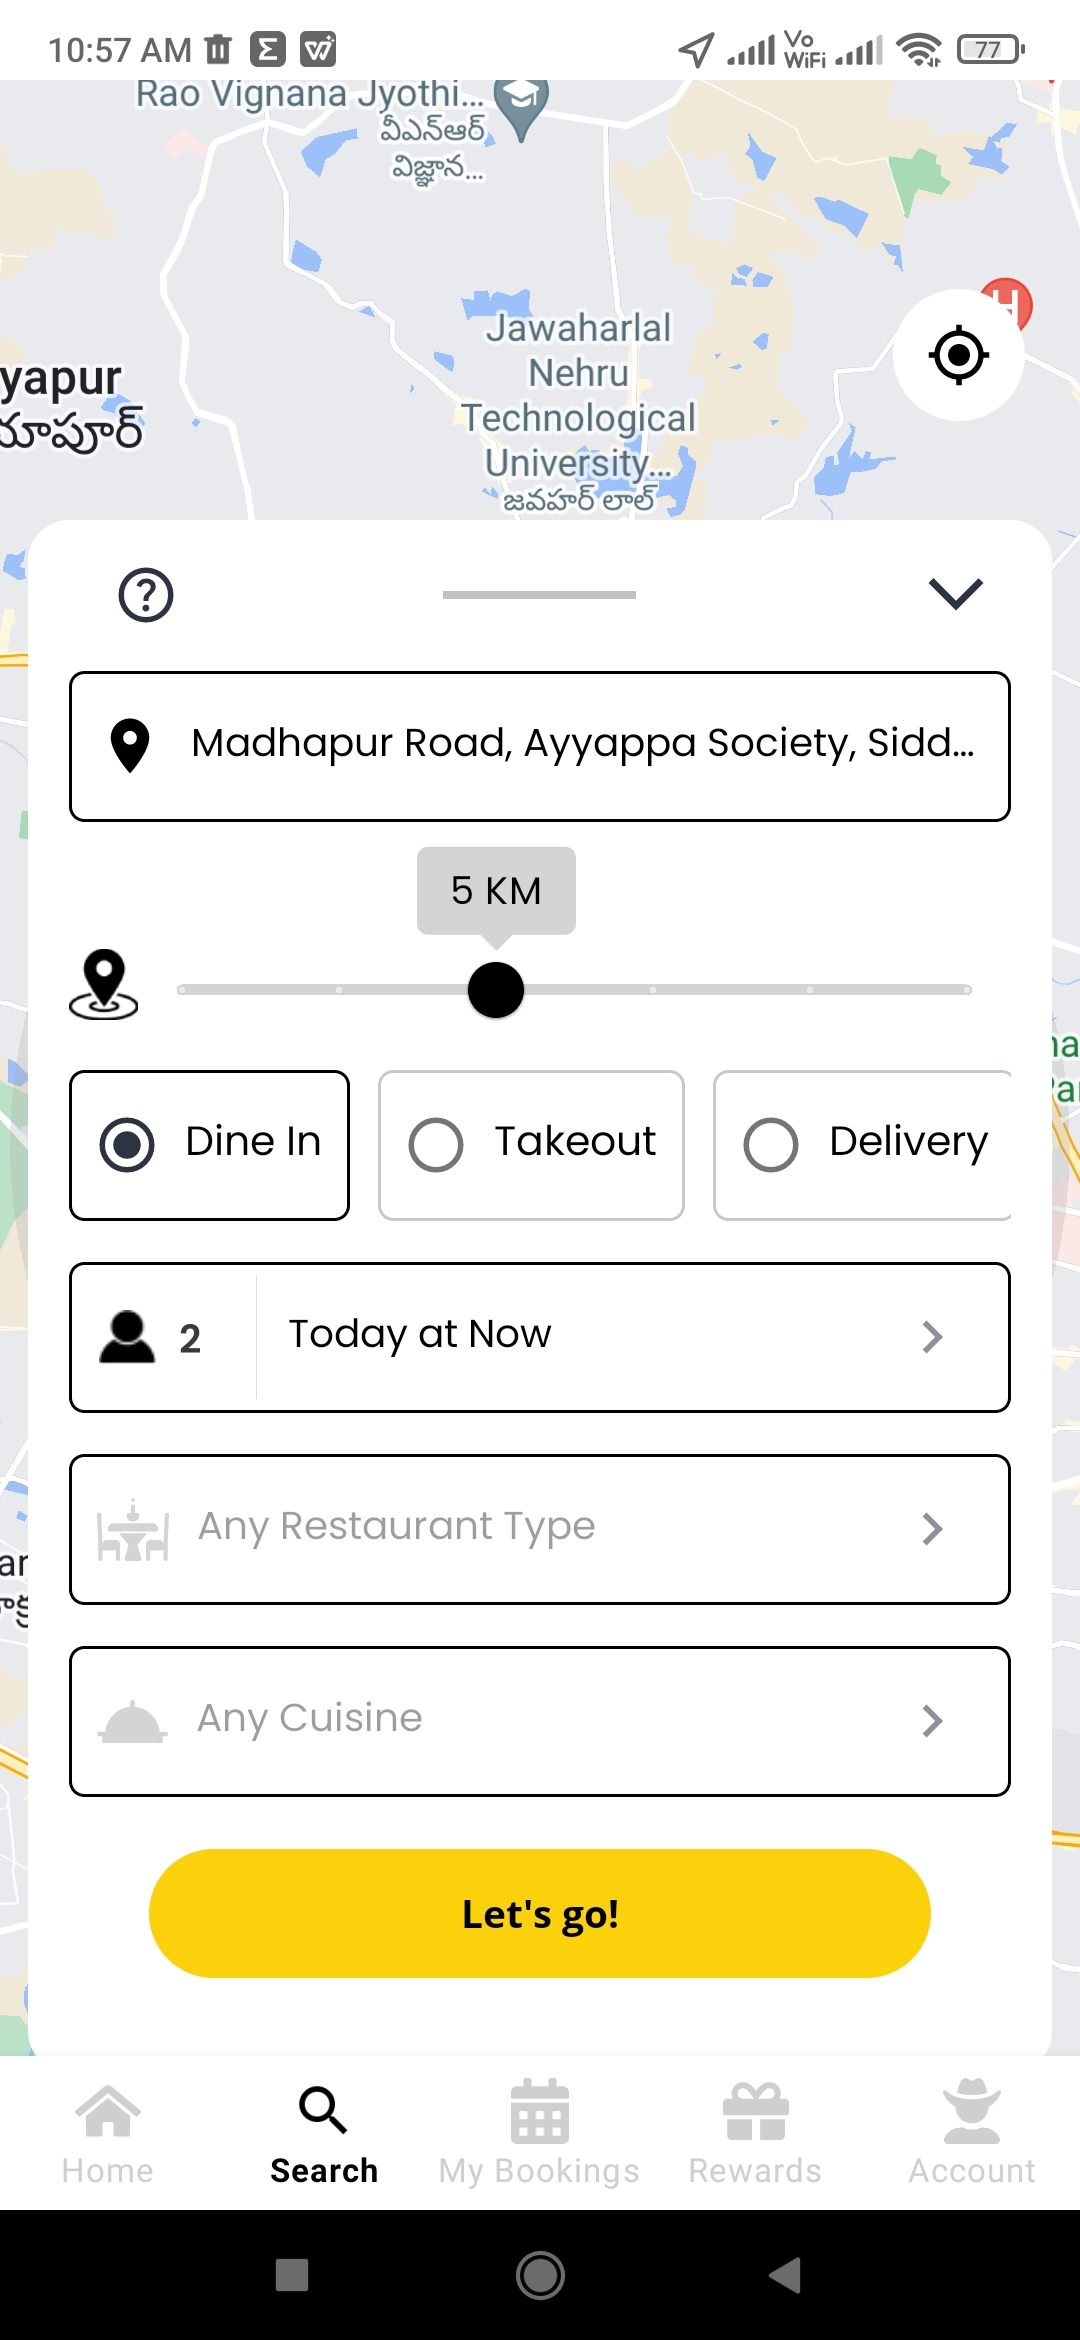 10:57 AM
Vo
WiFi
77
Rao Vignana Jyothi...
వీఎన్ఆర్
విజ్ఞాన...
Jawaharlal
Nehru
Technological
University...
జవహర్ లాల్
yapur
5 KM
Madhapur Road, Ayyappa Society, Sidd...
Dine In
Takeout
Delivery
2
Today at Now
Any Restaurant Type
Any Cuisine
Let's go!
Home
Search
My Bookings
Rewards
Account